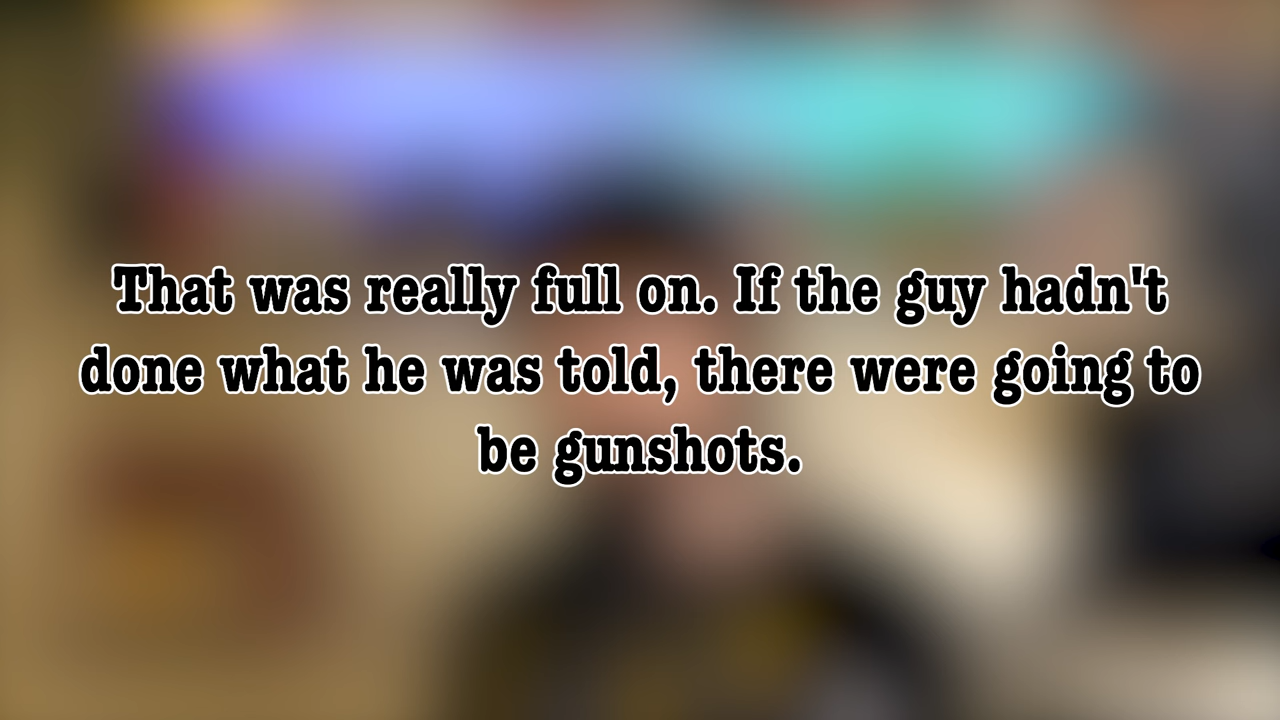 That was really full on. If the guy hadn't
done what he was told, there were going to
be gunshots.